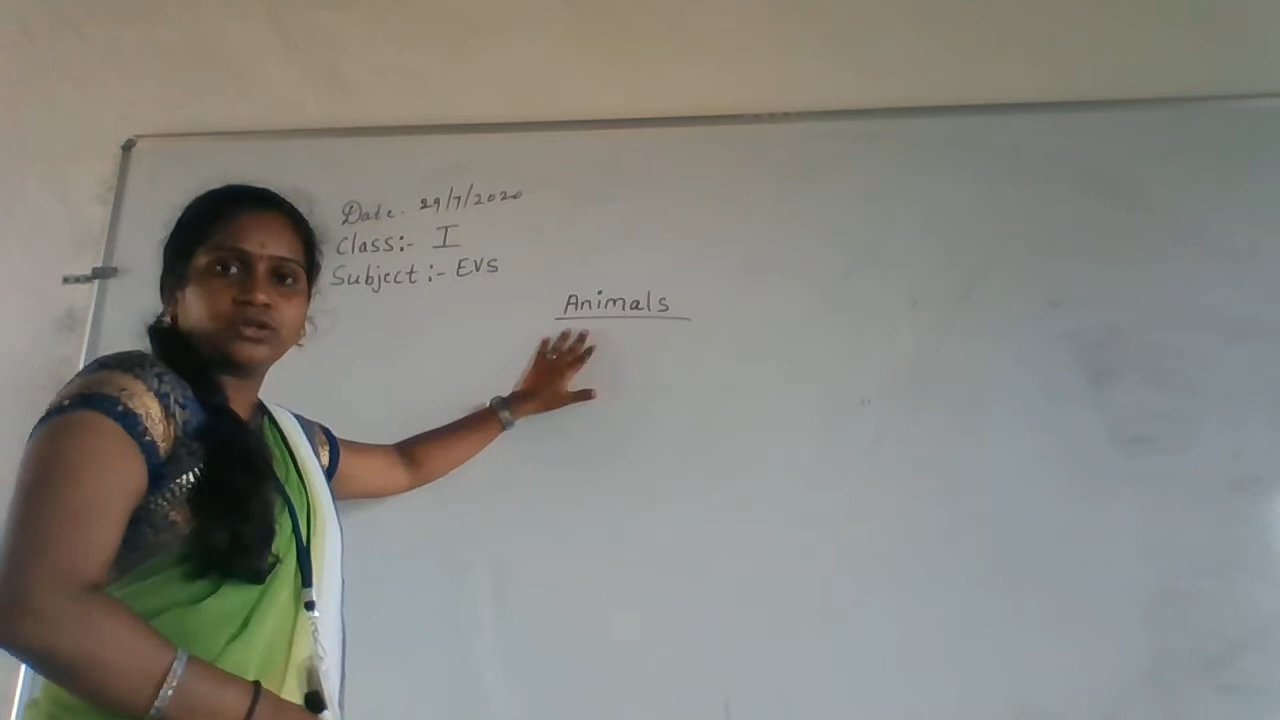 Date. 29/7/2020
Class:- I
Subject:- EVS
Animals